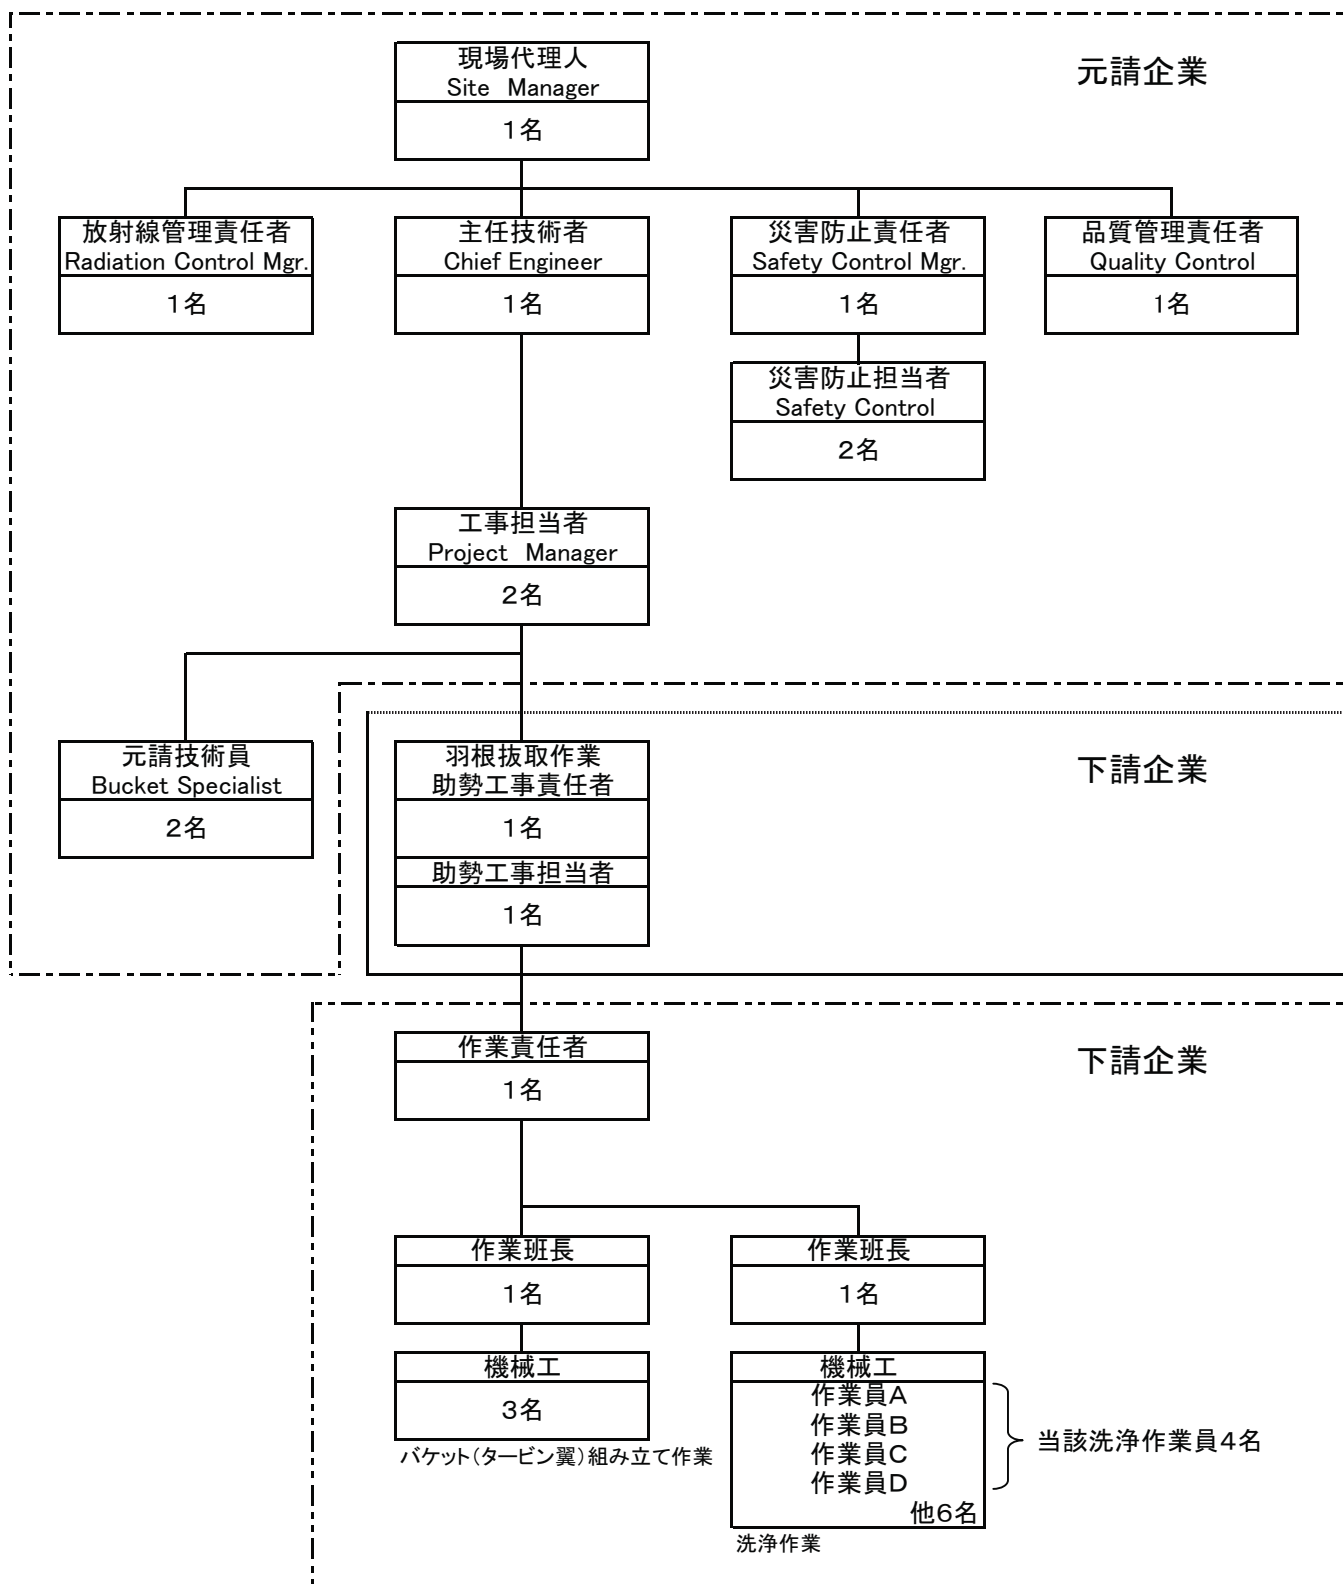 現場代理人
Site Manager
1名
元請企業
放射線管理責任者
Radiation Control Mgr.
1名
主任技術者
Chief Engineer
1名
災害防止責任者
Safety Control Mgr.
1名
品質管理責任者
Quality Control
1名
災害防止担当者
Safety Control
2名
工事担当者
Project Manager
2名
元請技術員
Bucket Specialist
2名
羽根抜取作業
助勢工事責任者
1名
助勢工事担当者
1名
下請企業
作業責任者
1名
下請企業
作業班長
1名
作業班長
1名
機械工
3名
バケット(タービン翼)組み立て作業
機械工
作業員A
作業員B
作業員C
作業員D
他6名
当該洗浄作業員4名
洗浄作業